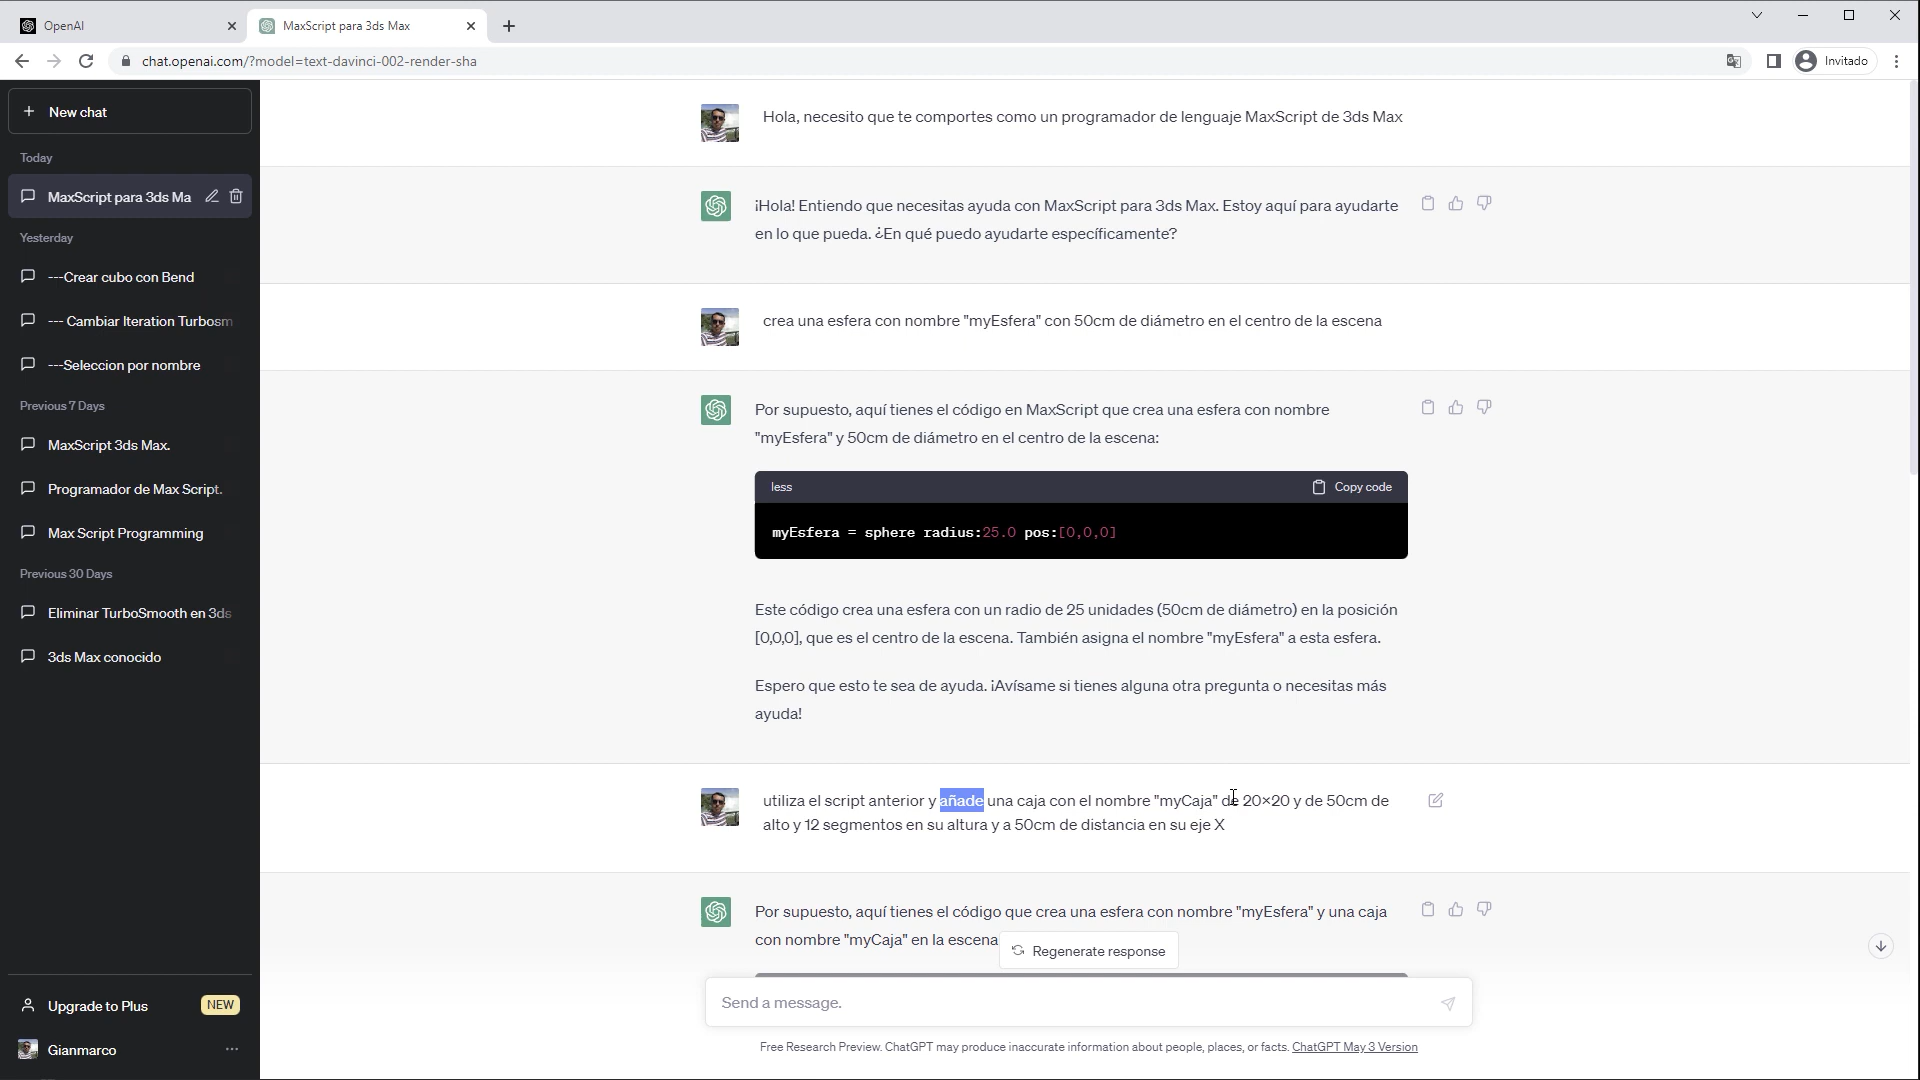 OpenAI
MaxScript para 3ds Max
chat.openai.com/?model=text-davinci-002-render-sha
Invitado
New chat
Today
MaxScript para 3ds Ma
Yesterday
---Crear cubo con Bend
--- Cambiar Iteration Turbosm
---Seleccion por nombre
Previous 7 Days
MaxScript 3ds Max.
Programador de Max Script.
Max Script Programming
Previous 30 Days
Eliminar TurboSmooth en 3ds
3ds Max conocido
Upgrade to Plus
NEW
Gianmarco
Hola, necesito que te comportes como un programador de lenguaje MaxScript de 3ds Max
¡Hola! Entiendo que necesitas ayuda con MaxScript para 3ds Max. Estoy aquí para ayudarte
en lo que pueda. ¿En qué puedo ayudarte específicamente?
crea una esfera con nombre "myEsfera" con 50cm de diámetro en el centro de la escena
Por supuesto, aquí tienes el código en MaxScript que crea una esfera con nombre
"myEsfera" y 50cm de diámetro en el centro de la escena:
less
Copy code
myEsfera = sphere radius:25.0 pos:[0,0,0]
Este código crea una esfera con un radio de 25 unidades (50cm de diámetro) en la posición
[0,0,0], que es el centro de la escena. También asigna el nombre "myEsfera" a esta esfera.
Espero que esto te sea de ayuda. ¡Avísame si tienes alguna otra pregunta o necesitas más
ayuda!
utiliza el script anterior y añade una caja con el nombre "myCaja" de 20×20 y de 50cm de
alto y 12 segmentos en su altura y a 50cm de distancia en su eje X
Por supuesto, aquí tienes el código que crea una esfera con nombre "myEsfera" y una caja
con nombre "myCaja" en la escena
Regenerate response
Send a message.
Free Research Preview. ChatGPT may produce inaccurate information about people, places, or facts. ChatGPT May 3 Version